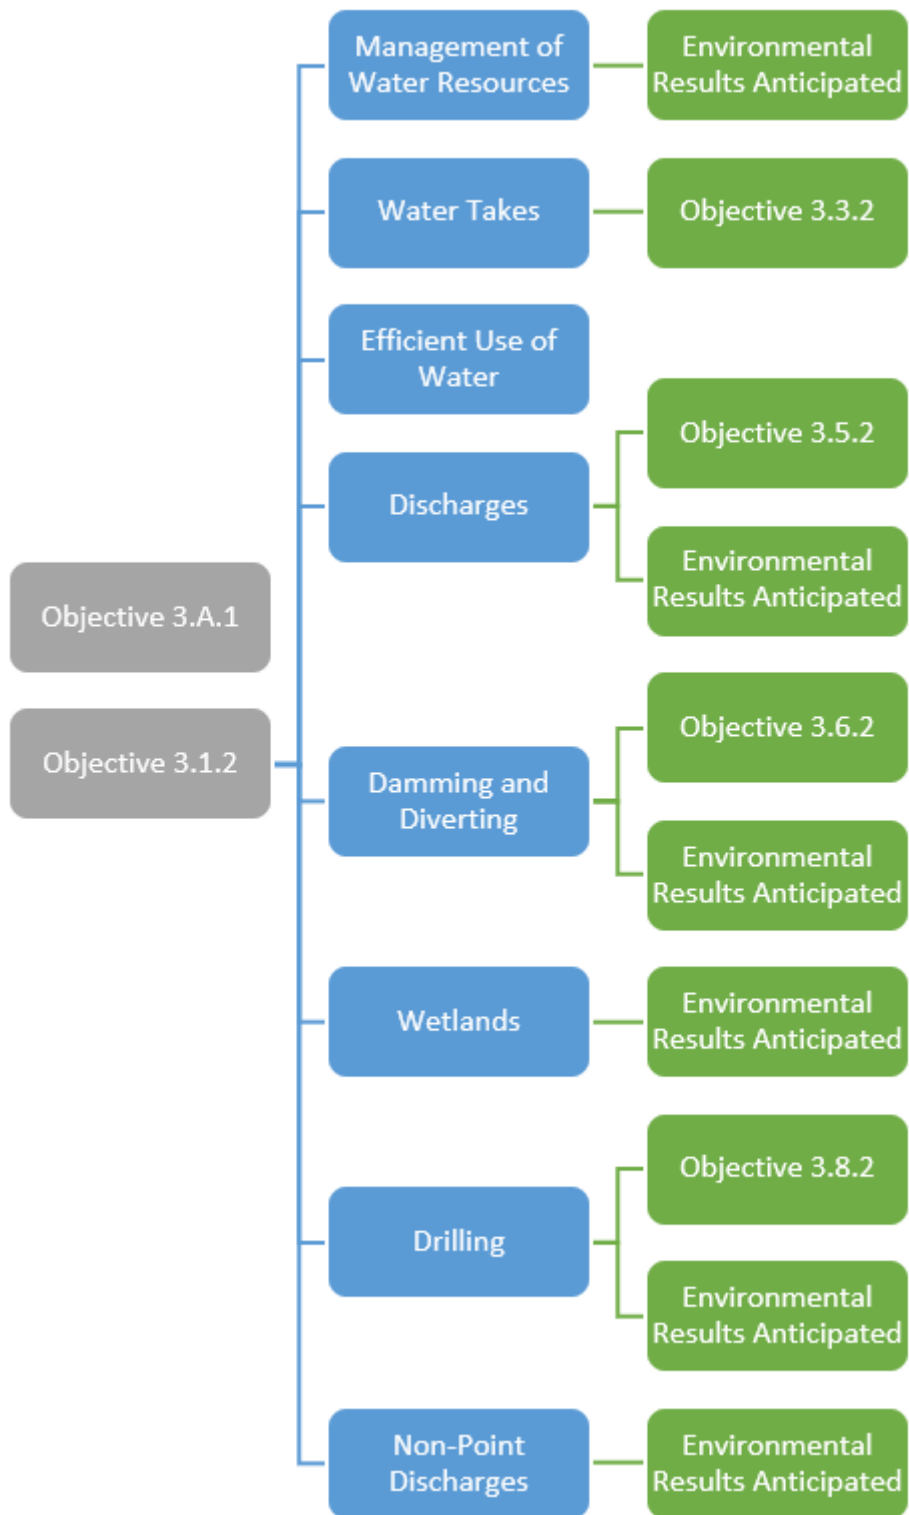 Objective 3.A.1
Objective 3.1.2
Management of
Water Resources
Environmental
Results Anticipated
Water Takes
Objective 3.3.2
Efficient Use of
Water
Discharges
Objective 3.5.2
Environmental
Results Anticipated
Damming and
Diverting
Objective 3.6.2
Environmental
Results Anticipated
Wetlands
Environmental
Results Anticipated
Drilling
Objective 3.8.2
Environmental
Results Anticipated
Non-Point
Discharges
Environmental
Results Anticipated